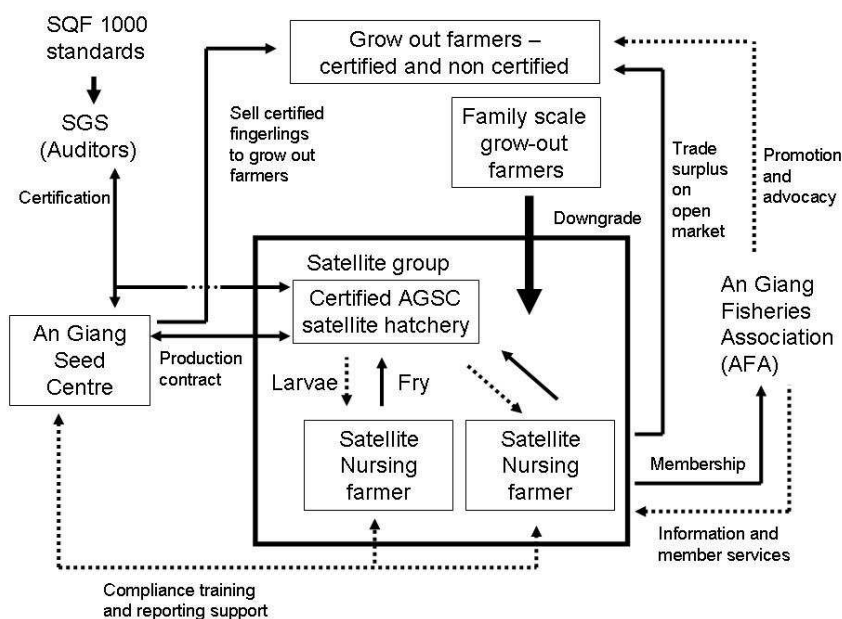 SQF 1000
standards
SGS
(Auditors)
Certification
Sell certified
fingerlings
to grow out
farmers
Grow out farmers –
certified and non certified
Family scale
grow-out
farmers
Downgrade
Trade
surplus
on
open
market
Promotion
and
advocacy
Satellite group
Certified AGSC
satellite hatchery
An Giang
Seed
Centre
Production
contract
Larvae
Fry
Satellite
Nursing
farmer
Satellite
Nursing
farmer
An Giang
Fisheries
Association
(AFA)
Membership
Information and
member services
Compliance training
and reporting support